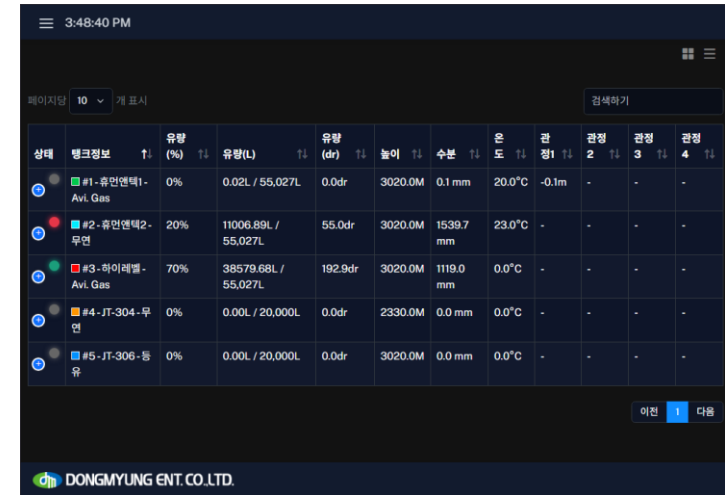 3:48:40 PM
페이지당 10 개 표시
검색하기
상태 탱크정보 유량 (%) 유량(L) 유량 (dr) 높이 수분 온도 관정1 관정 2 관정 3 관정 4
#1 - 휴먼앤텍1 - Avi. Gas 0% 0.02L / 55,027L 0.0dr 3020.0M 0.1 mm 20.0°C -0.1m - - -
#2 - 휴먼앤텍2 - 무연 20% 11006.89L / 55,027L 55.0dr 3020.0M 1539.7 mm 23.0°C - - - -
#3 - 하이레벨 - Avi. Gas 70% 38579.68L / 55,027L 192.9dr 3020.0M 1119.0 mm 0.0°C - - - -
#4 - JT-304 - 무연 0% 0.00L / 20,000L 0.0dr 2330.0M 0.0 mm 0.0°C - - - -
#5 - JT-306 - 등유 0% 0.00L / 20,000L 0.0dr 3020.0M 0.0 mm 0.0°C - - - -
이전 1 다음
dm DONGMYUNG ENT. CO.,LTD.